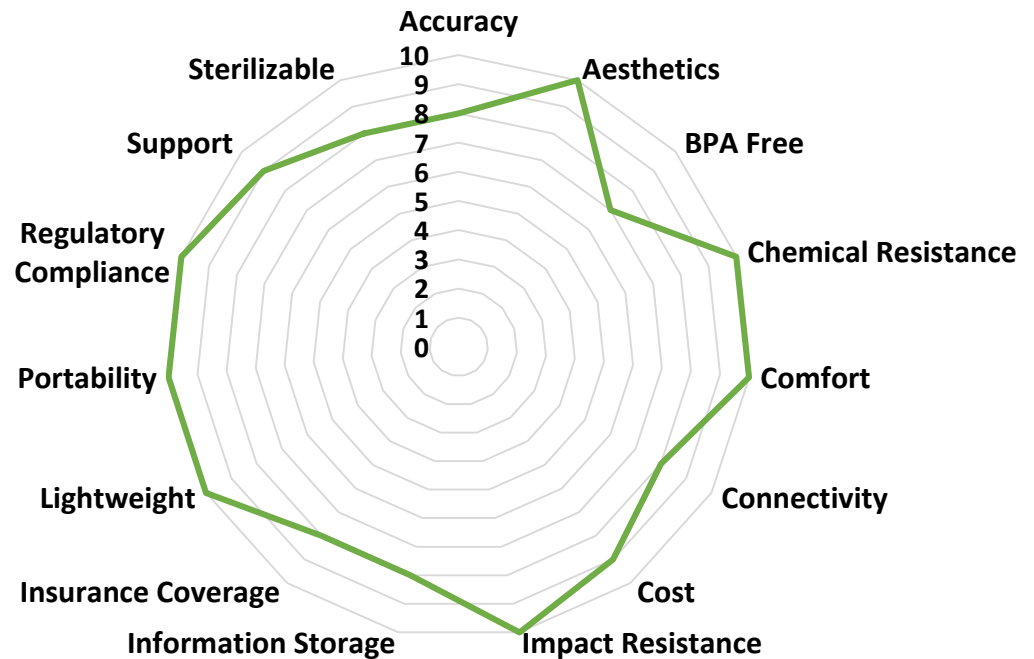 Accuracy
Aesthetics
BPA Free
Chemical Resistance
Comfort
Connectivity
Cost
Impact Resistance
Information Storage
Insurance Coverage
Lightweight
Portability
Regulatory
Compliance
Support
Sterilizable
10
9
8
7
6
5
4
3
2
1
0